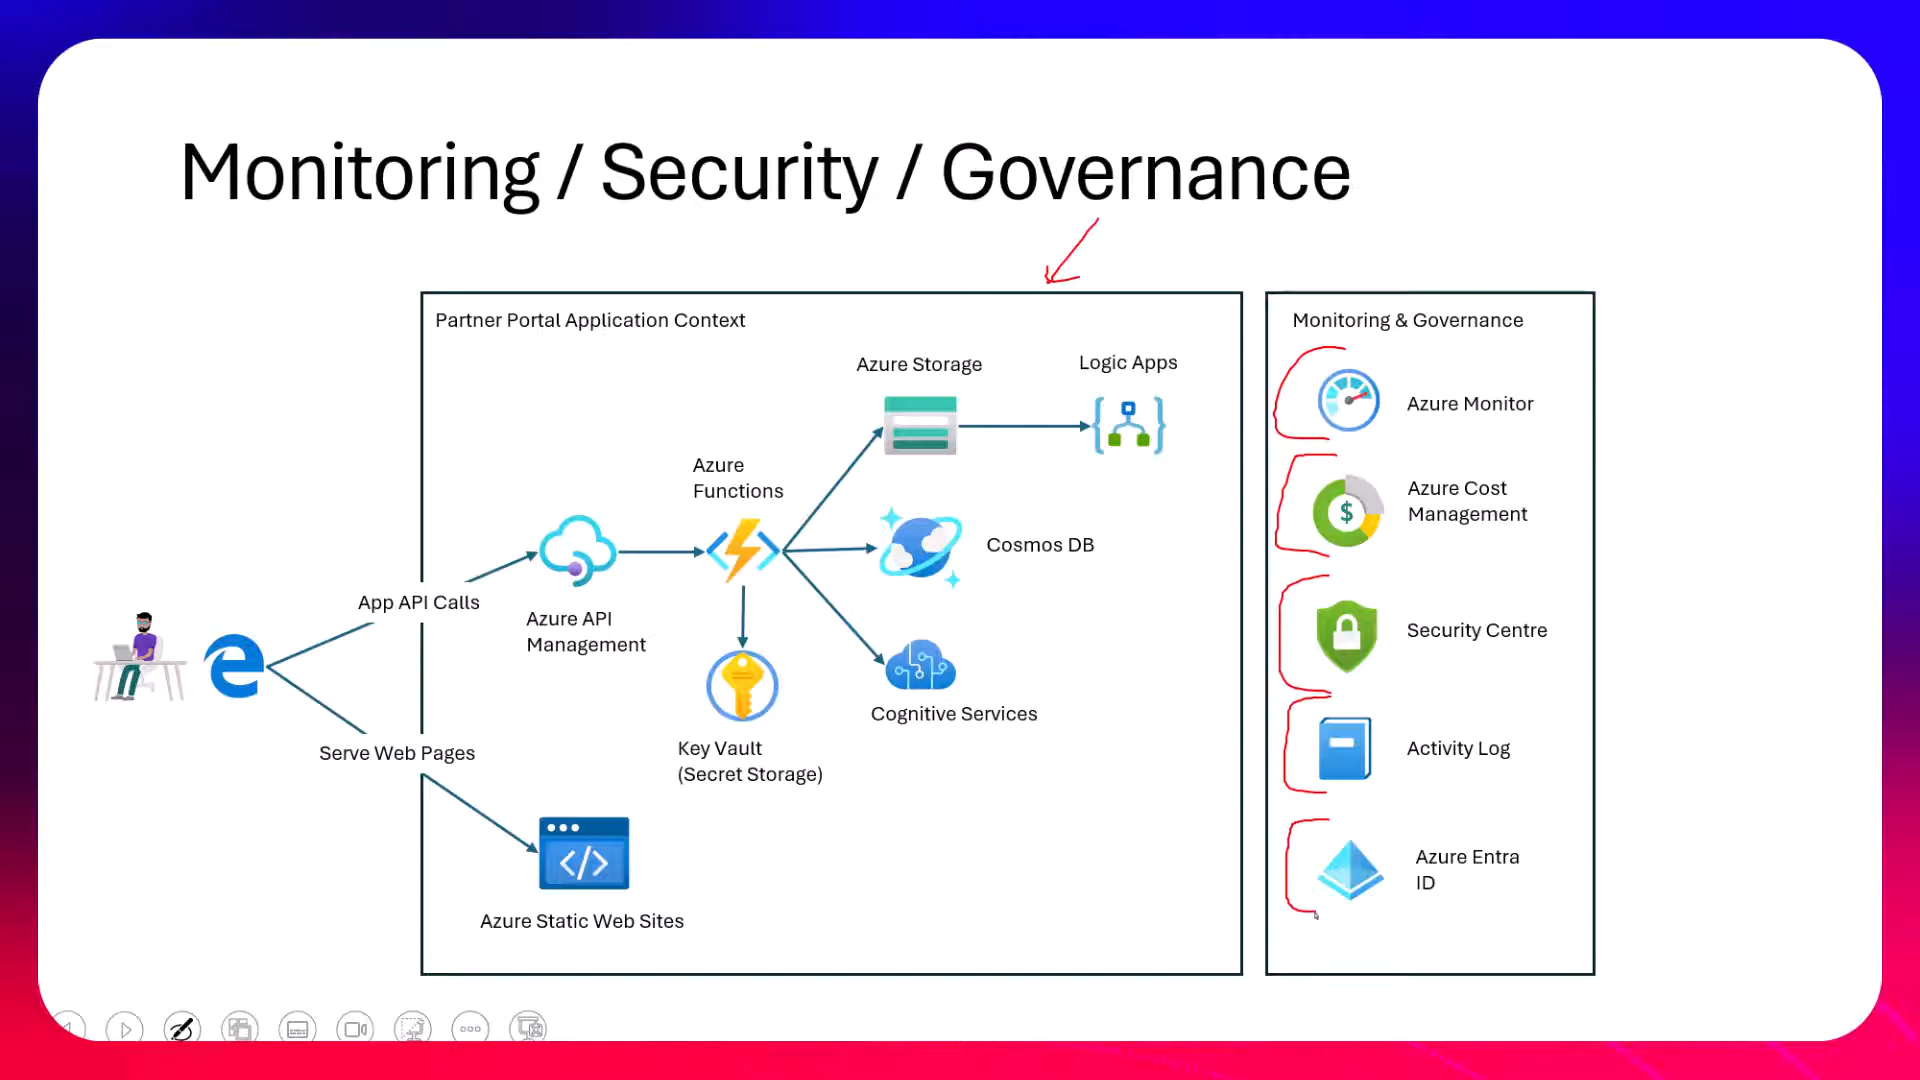 Monitoring / Security / Governance
Partner Portal Application Context
Azure Storage
Logic Apps
Azure
Functions
Cosmos DB
App API Calls
Azure API
Management
Cognitive Services
Key Vault
(Secret Storage)
Serve Web Pages
</>
Azure Static Web Sites
Monitoring & Governance
Azure Monitor
$
Azure Cost
Management
Security Centre
Activity Log
Azure Entra
ID